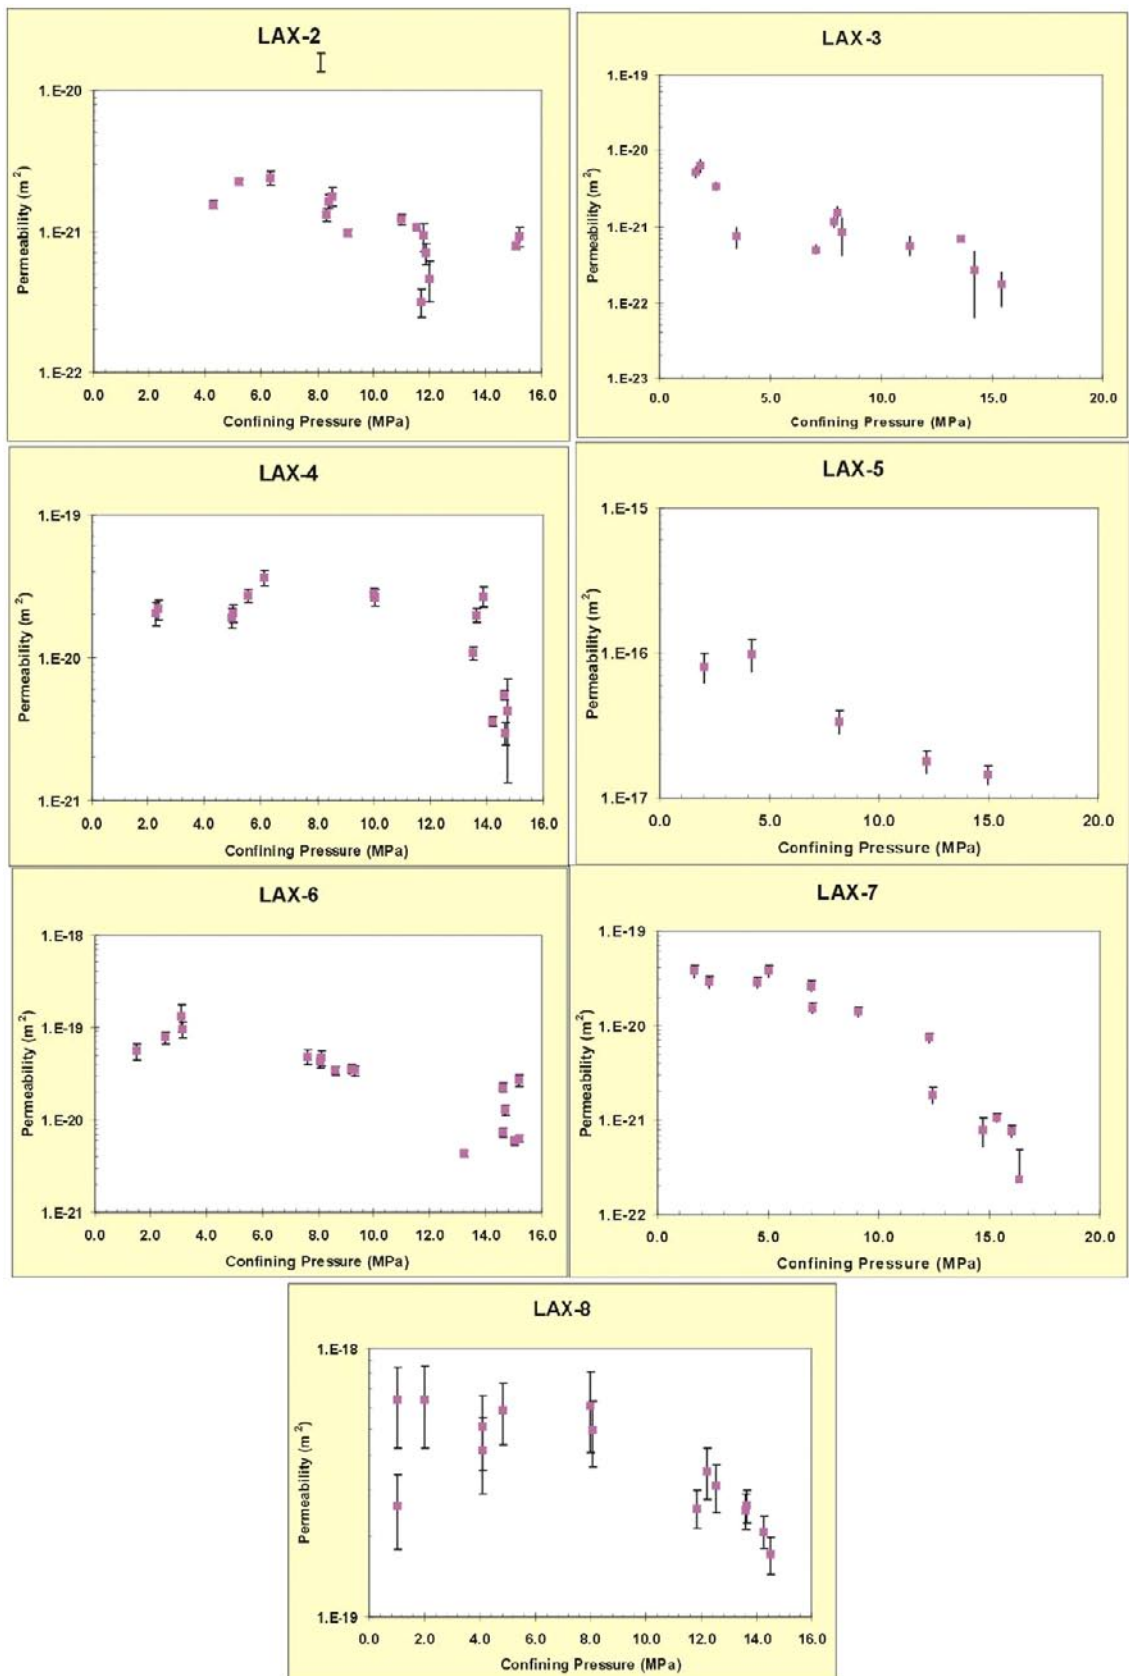 LAX-2
1.E-20
1.E-21
1.E-22
Permeability (m²)
0.0 2.0 4.0 6.0 8.0 10.0 12.0 14.0 16.0
Confining Pressure (MPa)
LAX-3
1.E-19
1.E-20
1.E-21
1.E-22
1.E-23
Permeability (m²)
0.0 5.0 10.0 15.0 20.0
Confining Pressure (MPa)
LAX-4
1.E-19
1.E-20
1.E-21
Permeability (m²)
0.0 2.0 4.0 6.0 8.0 10.0 12.0 14.0 16.0
Confining Pressure (MPa)
LAX-5
1.E-15
1.E-16
1.E-17
Permeability (m²)
0.0 5.0 10.0 15.0 20.0
Confining Pressure (MPa)
LAX-6
1.E-18
1.E-19
1.E-20
1.E-21
Permeability (m²)
0.0 2.0 4.0 6.0 8.0 10.0 12.0 14.0 16.0
Confining Pressure (MPa)
LAX-7
1.E-19
1.E-20
1.E-21
1.E-22
Permeability (m²)
0.0 5.0 10.0 15.0 20.0
Confining Pressure (MPa)
LAX-8
1.E-18
1.E-19
Permeability (m²)
0.0 2.0 4.0 6.0 8.0 10.0 12.0 14.0 16.0
Confining Pressure (MPa)